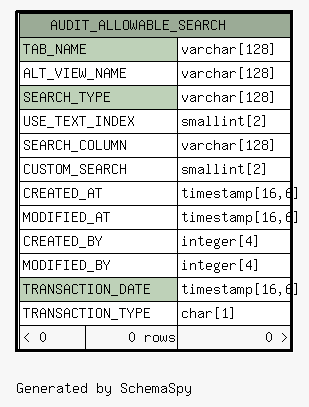 AUDIT_ALLOWABLE_SEARCH
TAB_NAME varchar[128]
ALT_VIEW_NAME varchar[128]
SEARCH_TYPE varchar[128]
USE_TEXT_INDEX smallint[2]
SEARCH_COLUMN varchar[128]
CUSTOM_SEARCH smallint[2]
CREATED_AT timestamp[16,6]
MODIFIED_AT timestamp[16,6]
CREATED_BY integer[4]
MODIFIED_BY integer[4]
TRANSACTION_DATE timestamp[16,6]
TRANSACTION_TYPE char[1]
< 0 0 rows 0 >
Generated by SchemaSpy